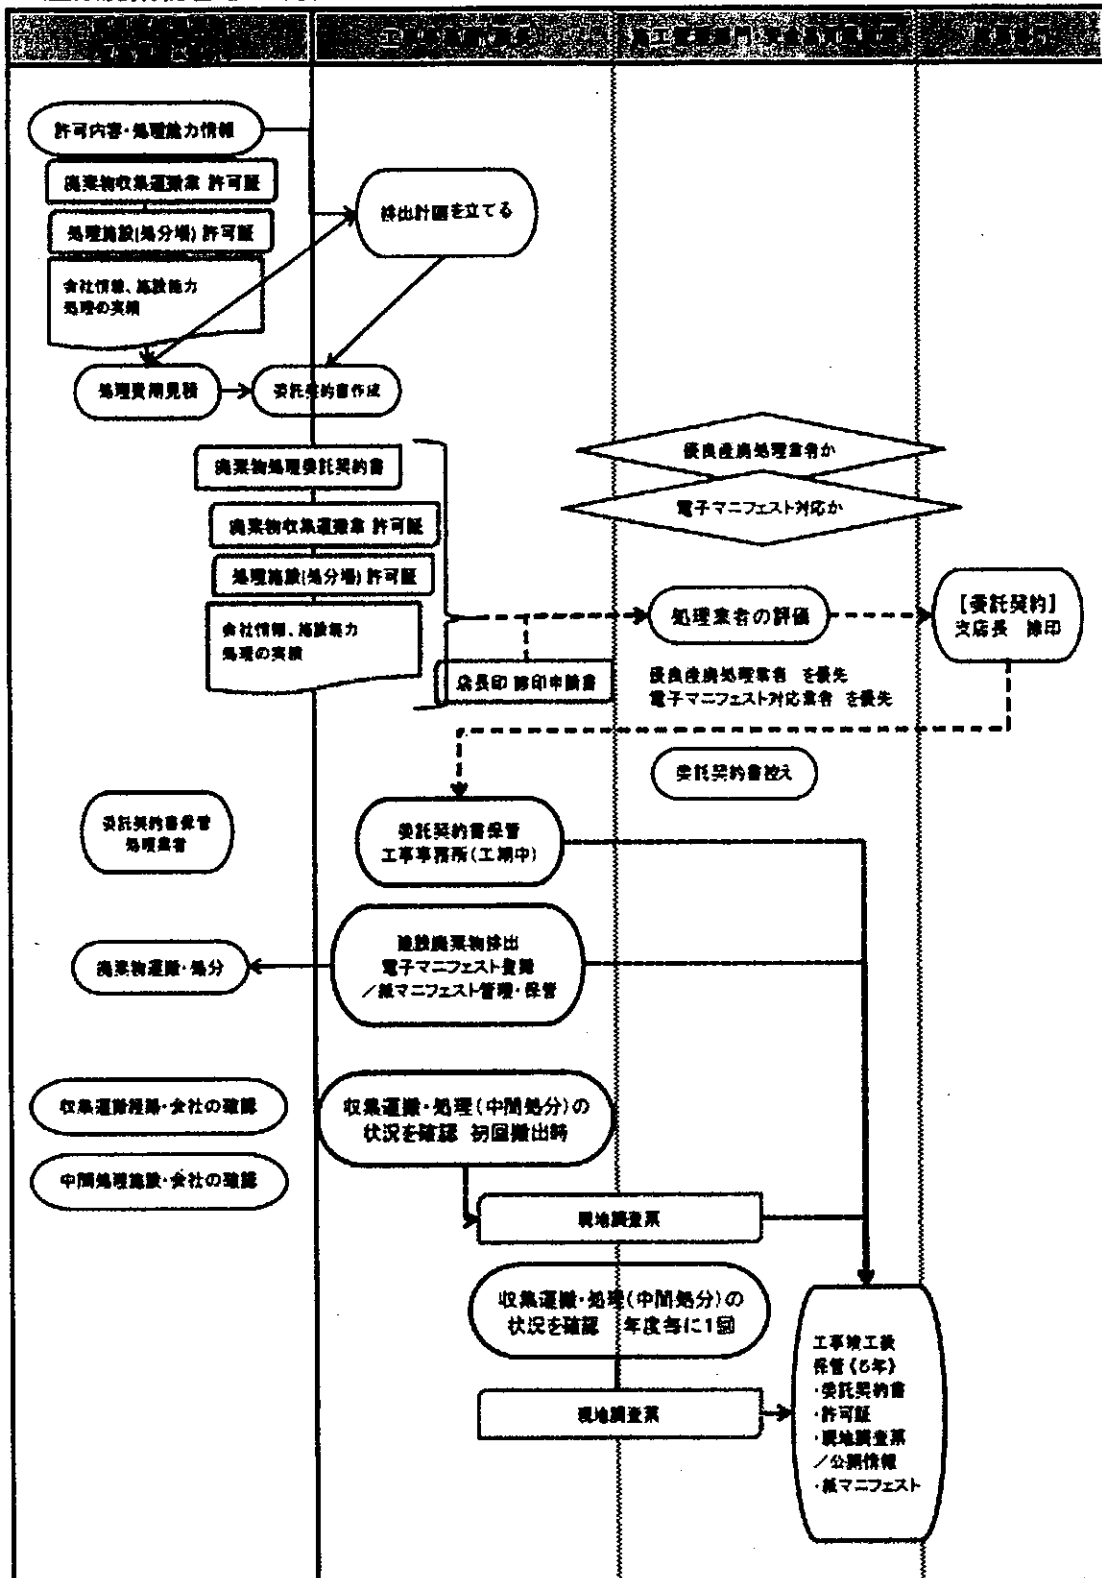 許可内容・処理能力情報
廃棄物収集運搬業 許可証
処理施設(処分場) 許可証
会社情報、施設能力
処理の実績
排出計画を立てる
処理費用見積
委託契約書作成
廃棄物処理委託契約書
廃棄物収集運搬業 許可証
処理施設(処分場) 許可証
会社情報、施設能力
処理の実績
店長印 捺印申請書
優良産廃処理業者か
電子マニフェスト対応か
処理業者の評価
優良産廃処理業者 を優先
電子マニフェスト対応業者 を優先
【委託契約】
支店長 捺印
委託契約書控え
委託契約書保管
処理業者
委託契約書保管
工事事務所(工期中)
廃棄物運搬・処分
建設廃棄物排出
電子マニフェスト登録
/紙マニフェスト管理・保管
収集運搬経路・会社の確認
中間処理施設・会社の確認
収集運搬・処理(中間処分)の
状況を確認 初回搬出時
現地調査票
収集運搬・処理(中間処分)の
状況を確認 年度毎に1回
現地調査票
工事竣工後
保管《5年》
・委託契約書
・許可証
・現地調査票
/公開情報
・紙マニフェスト